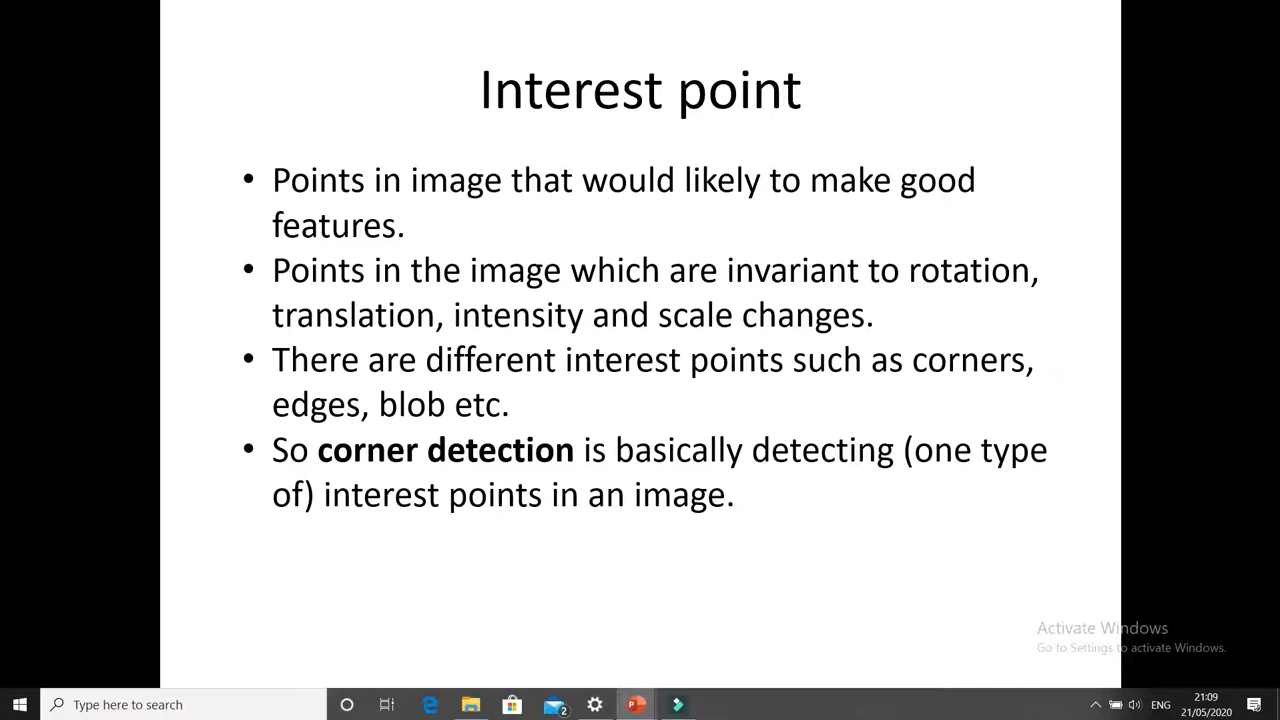 Interest point
• Points in image that would likely to make good
features.
• Points in the image which are invariant to rotation,
translation, intensity and scale changes.
• There are different interest points such as corners,
edges, blob etc.
• So corner detection is basically detecting (one type
of) interest points in an image.
Activate Windows
Go to Settings to activate Windows.
Type here to search
2
ENG
21:09
21/05/2020